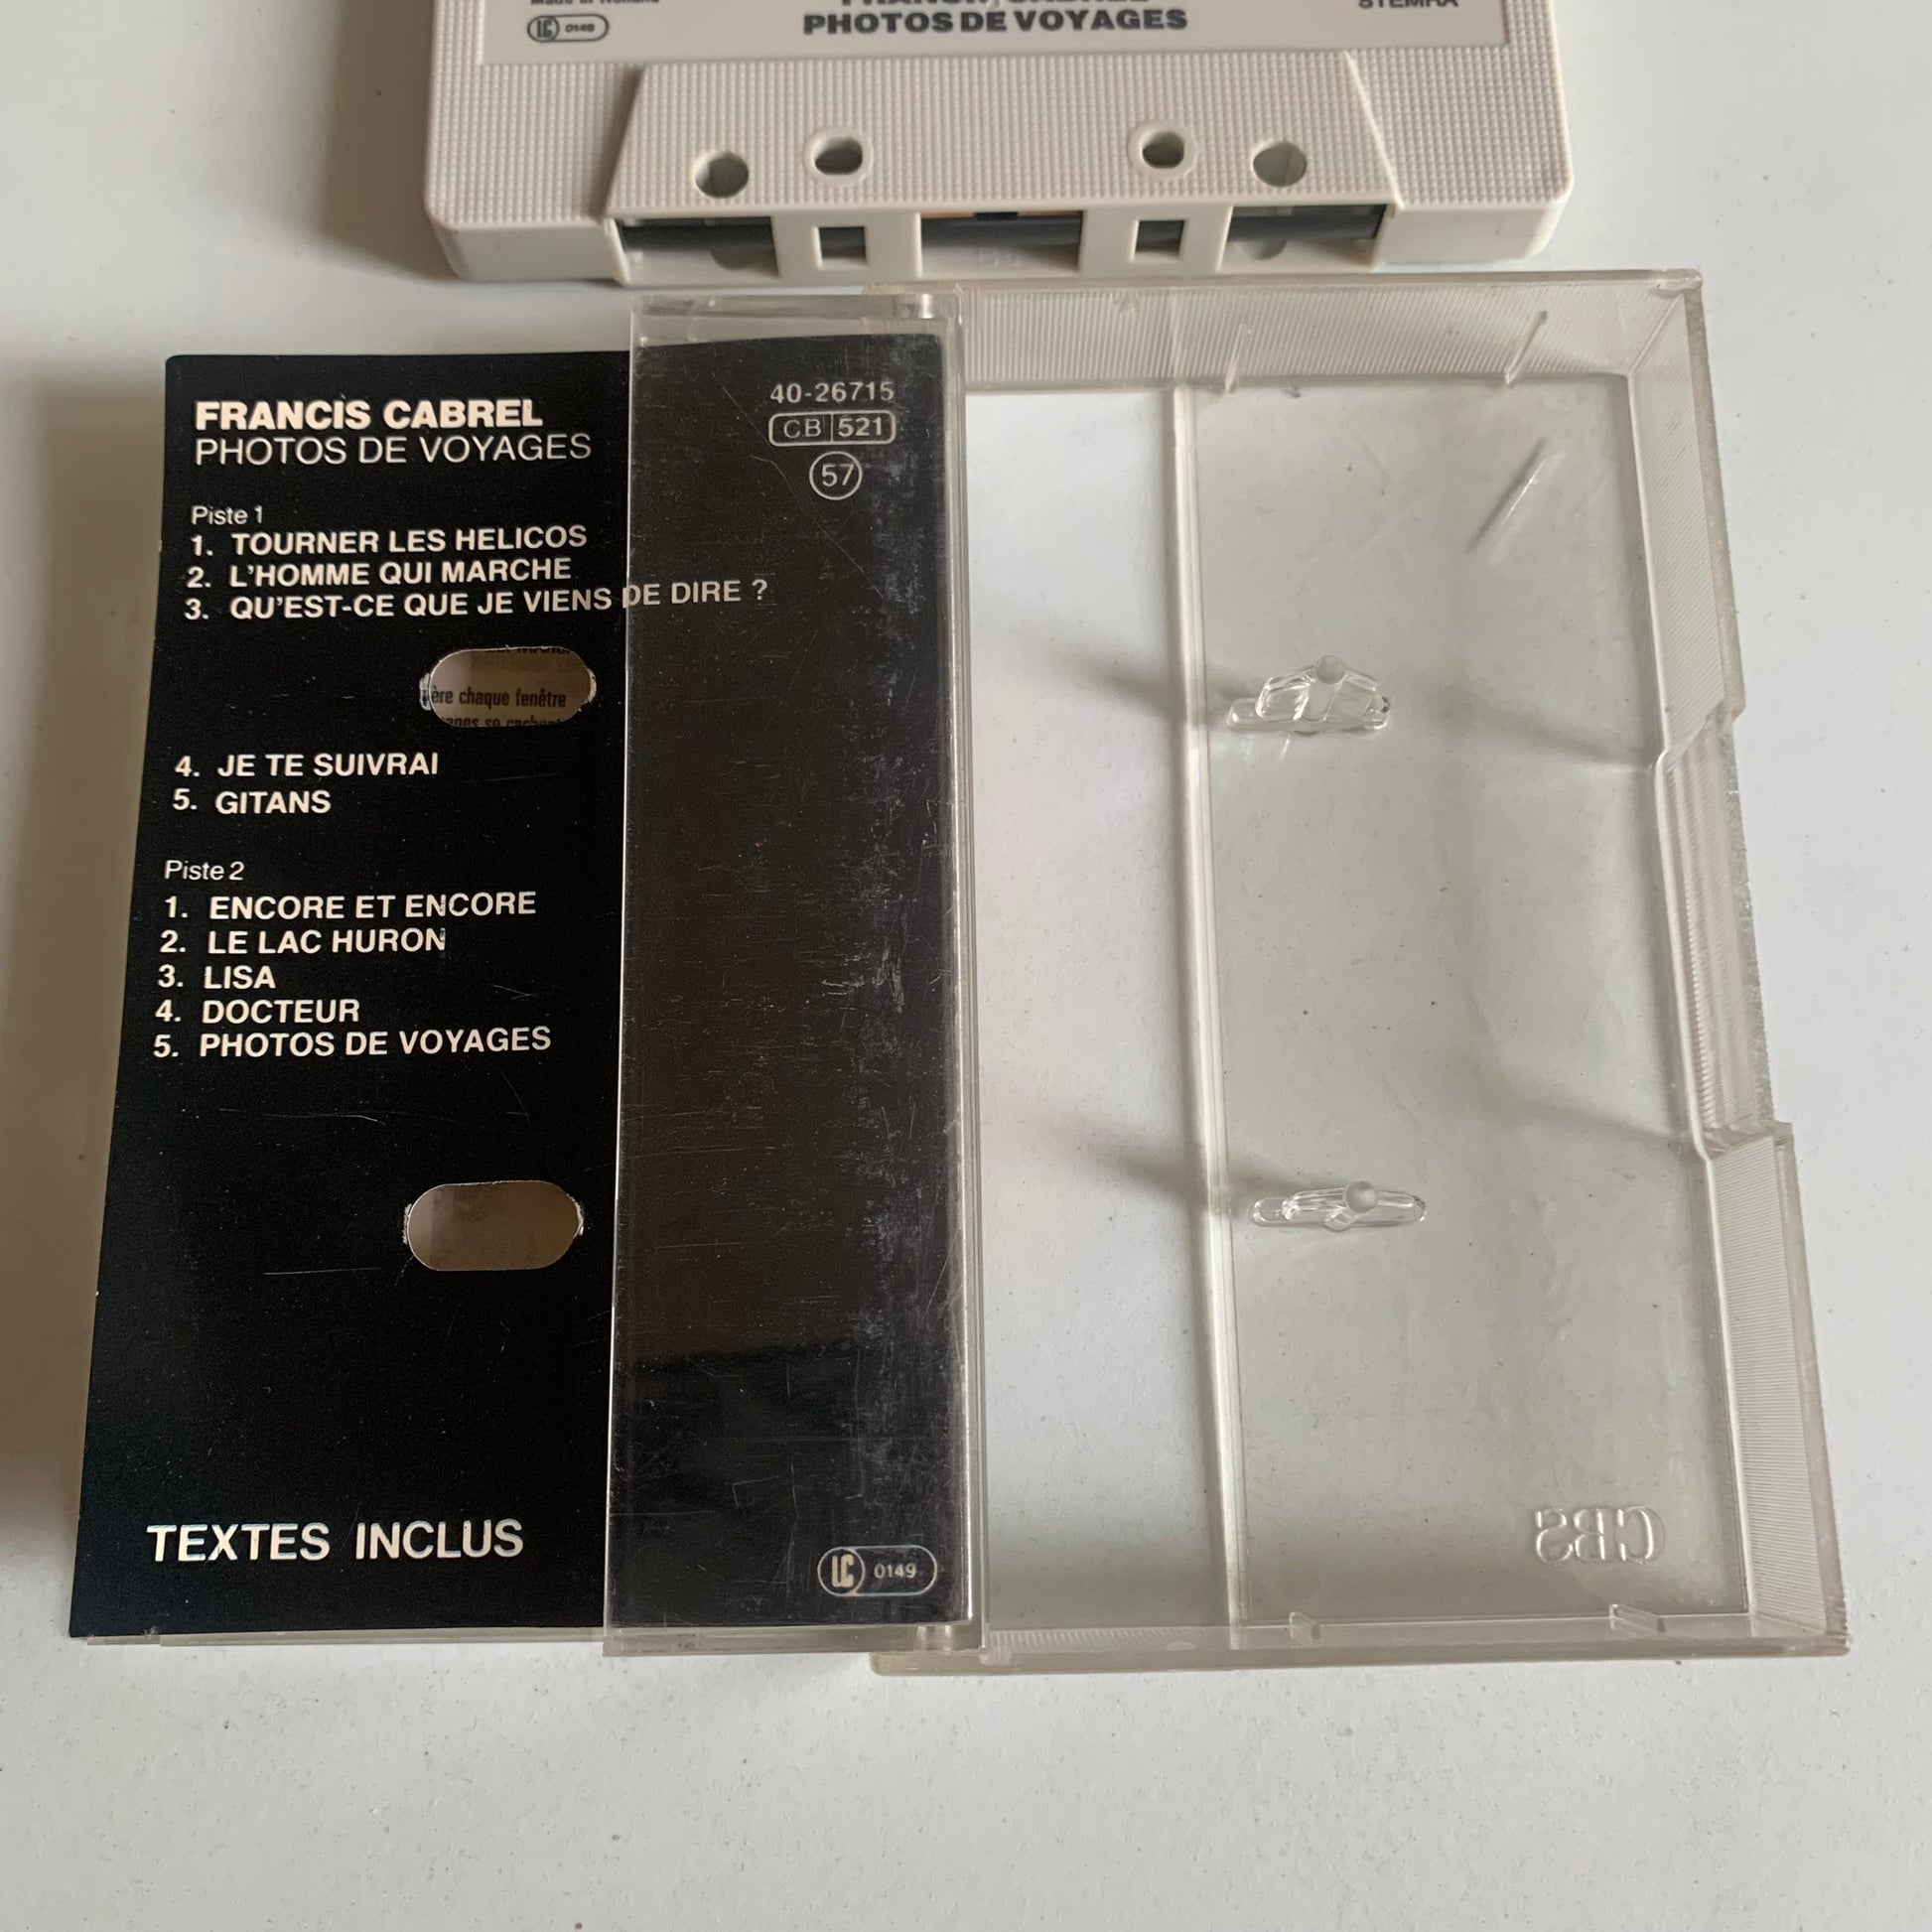 0149
PHOTOS DE VOYAGES
FRANCIS CABREL
PHOTOS DE VOYAGES
40-26715
CB 521
57
Piste 1
1. TOURNER LES HELICOS
2. L'HOMME QUI MARCHE
3. QU'EST-CE QUE JE VIENS DE DIRE ?
chaque fenêtre
4. JE TE SUIVRAI
5. GITANS
Piste 2
1. ENCORE ET ENCORE
2. LE LAC HURON
3. LISA
4. DOCTEUR
5. PHOTOS DE VOYAGES
TEXTES INCLUS
LC 0149
CBS